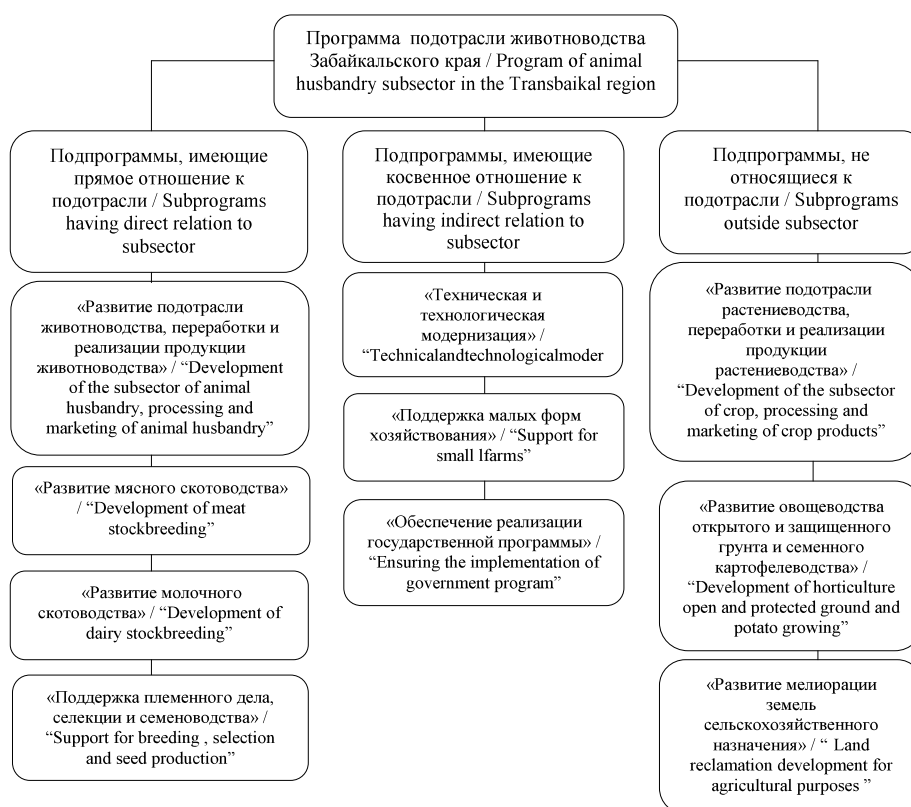 Программа подотрасли животноводства
Забайкальского края / Program of animal
husbandry subsector in the Transbaikal region
Подпрограммы, имеющие
прямое отношение к
подотрасли / Subprograms
having direct relation to
subsector
«Развитие подотрасли
животноводства, переработки и
реализации продукции
животноводства» / “Development
of the subsector of animal
husbandry, processing and
marketing of animal husbandry”
«Развитие мясного скотоводства»
/ “Development of meat
stockbreeding”
«Развитие молочного
скотоводства» / “Development of
dairy stockbreeding”
«Поддержка племенного дела,
селекции и семеноводства» /
“Support for breeding , selection
and seed production”
Подпрограммы, имеющие
косвенное отношение к
подотрасли / Subprograms
having indirect relation to
subsector
«Техническая и
технологическая
модернизация» /
“Technicalandtechnologicalmoder
«Поддержка малых форм
хозяйствования» / “Support for
small lfarms”
«Обеспечение реализации
государственной программы» /
“Ensuring the implementation of
government program”
Подпрограммы, не
относящиеся к
подотрасли / Subprograms
outside subsector
«Развитие подотрасли
растениеводства,
переработки и реализации
продукции
растениеводства» /
“Development of the subsector
of crop, processing and
marketing of crop products”
«Развитие овощеводства
открытого и защищенного
грунта и семенного
картофелеводства» /
“Development of horticulture
open and protected ground and
potato growing”
«Развитие мелиорации
земель
сельскохозяйственного
назначения» / “ Land
reclamation development for
agricultural purposes ”